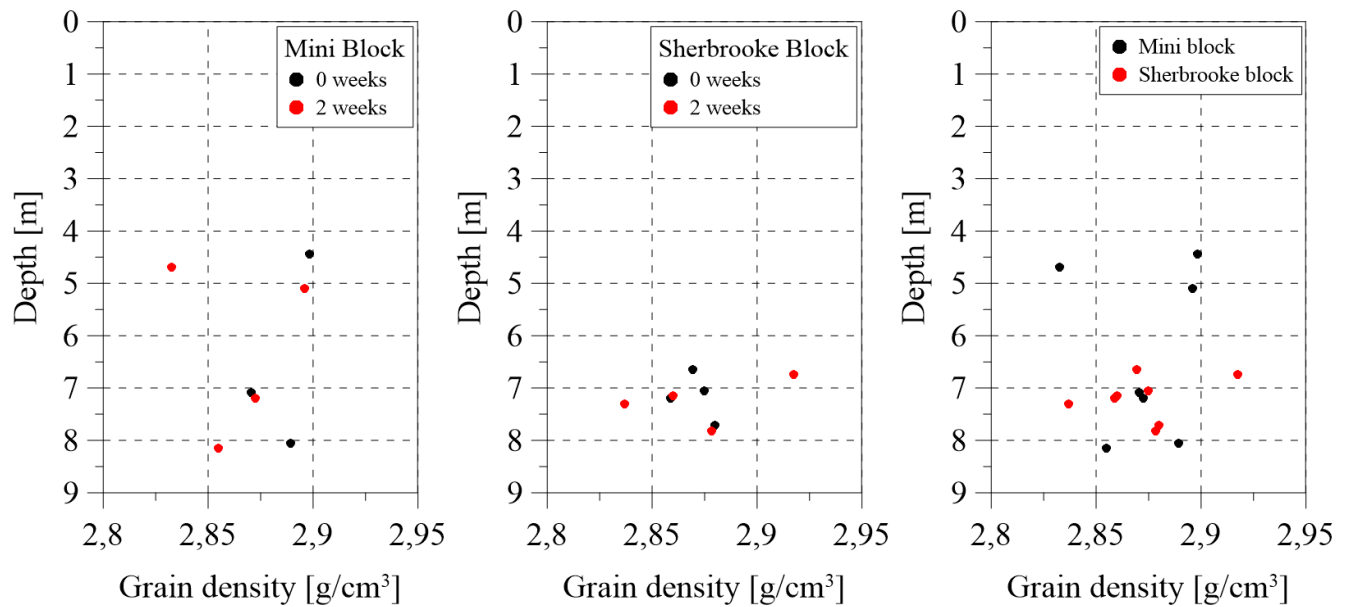 Mini Block
0 weeks
2 weeks
0
1
2
3
4
5
6
7
8
9
Depth [m]
2,8 2,85 2,9 2,95
Grain density [g/cm³]
Sherbrooke Block
0 weeks
2 weeks
0
1
2
3
4
5
6
7
8
9
Depth [m]
2,8 2,85 2,9 2,95
Grain density [g/cm³]
Mini block
Sherbrooke block
0
1
2
3
4
5
6
7
8
9
Depth [m]
2,8 2,85 2,9 2,95
Grain density [g/cm³]